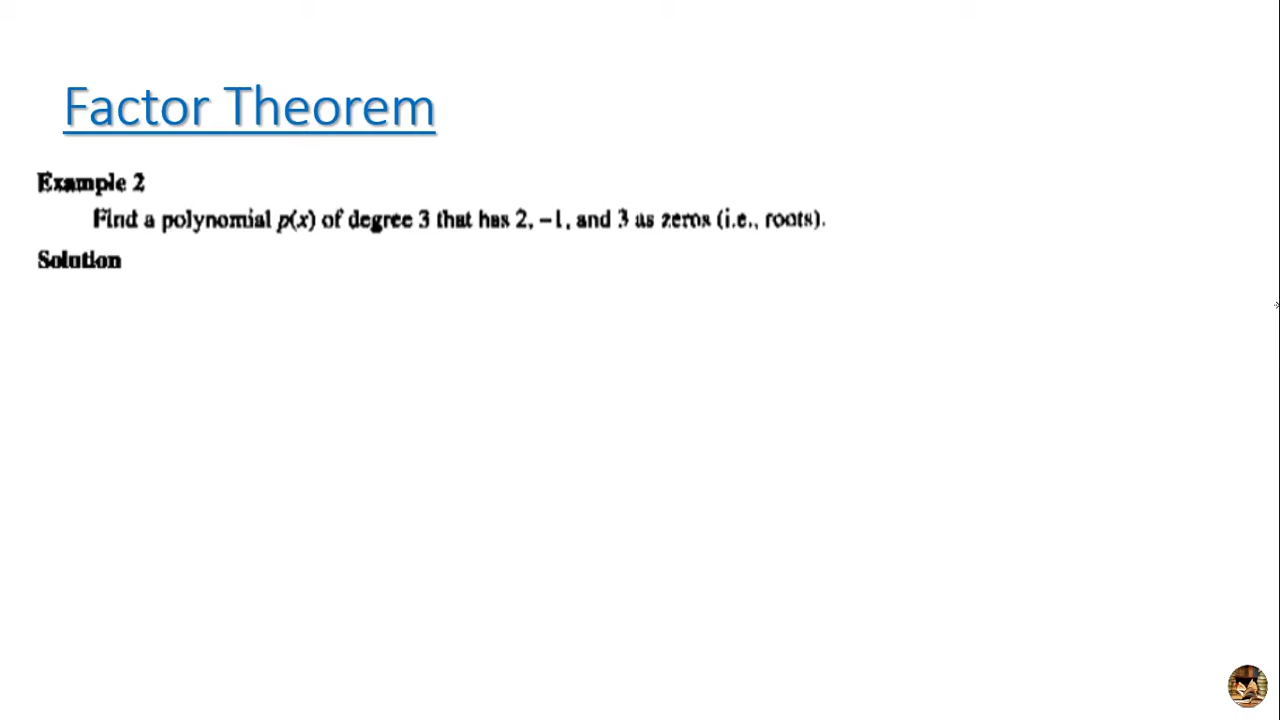 Factor Theorem
Example 2
Find a polynomial p(x) of degree 3 that has 2, −1, and 3 as zeros (i.e., roots).
Solution